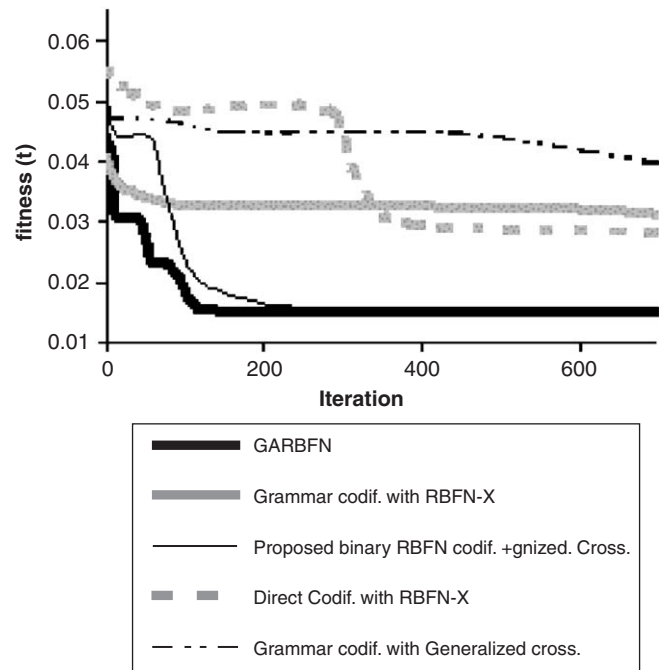 0.06
0.05
0.04
0.03
0.02
0.01
fitness (t)
0
200
400
600
Iteration
GARBFN
Grammar codif. with RBFN-X
Proposed binary RBFN codif. +gnized. Cross.
Direct Codif. with RBFN-X
Grammar codif. with Generalized cross.